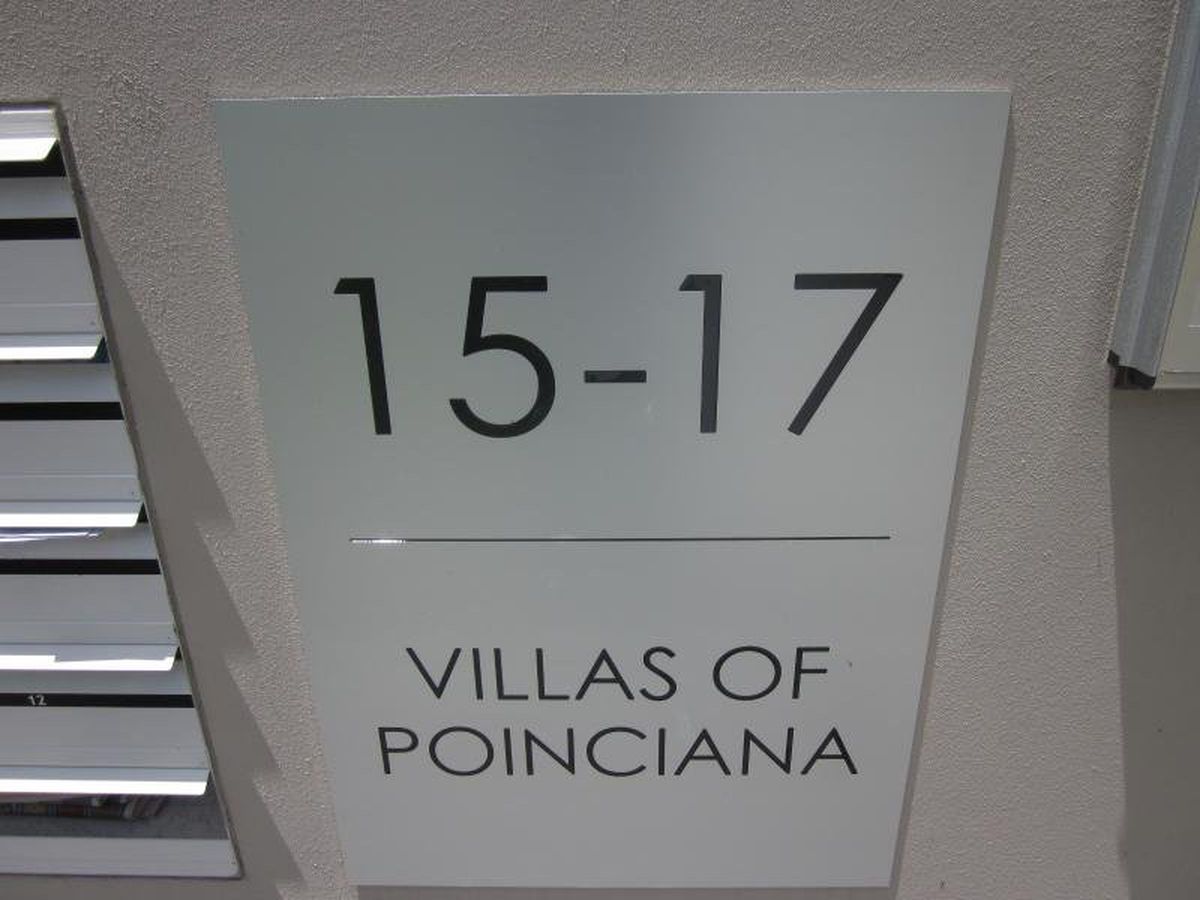 15-17
VILLAS OF
POINCIANA
12